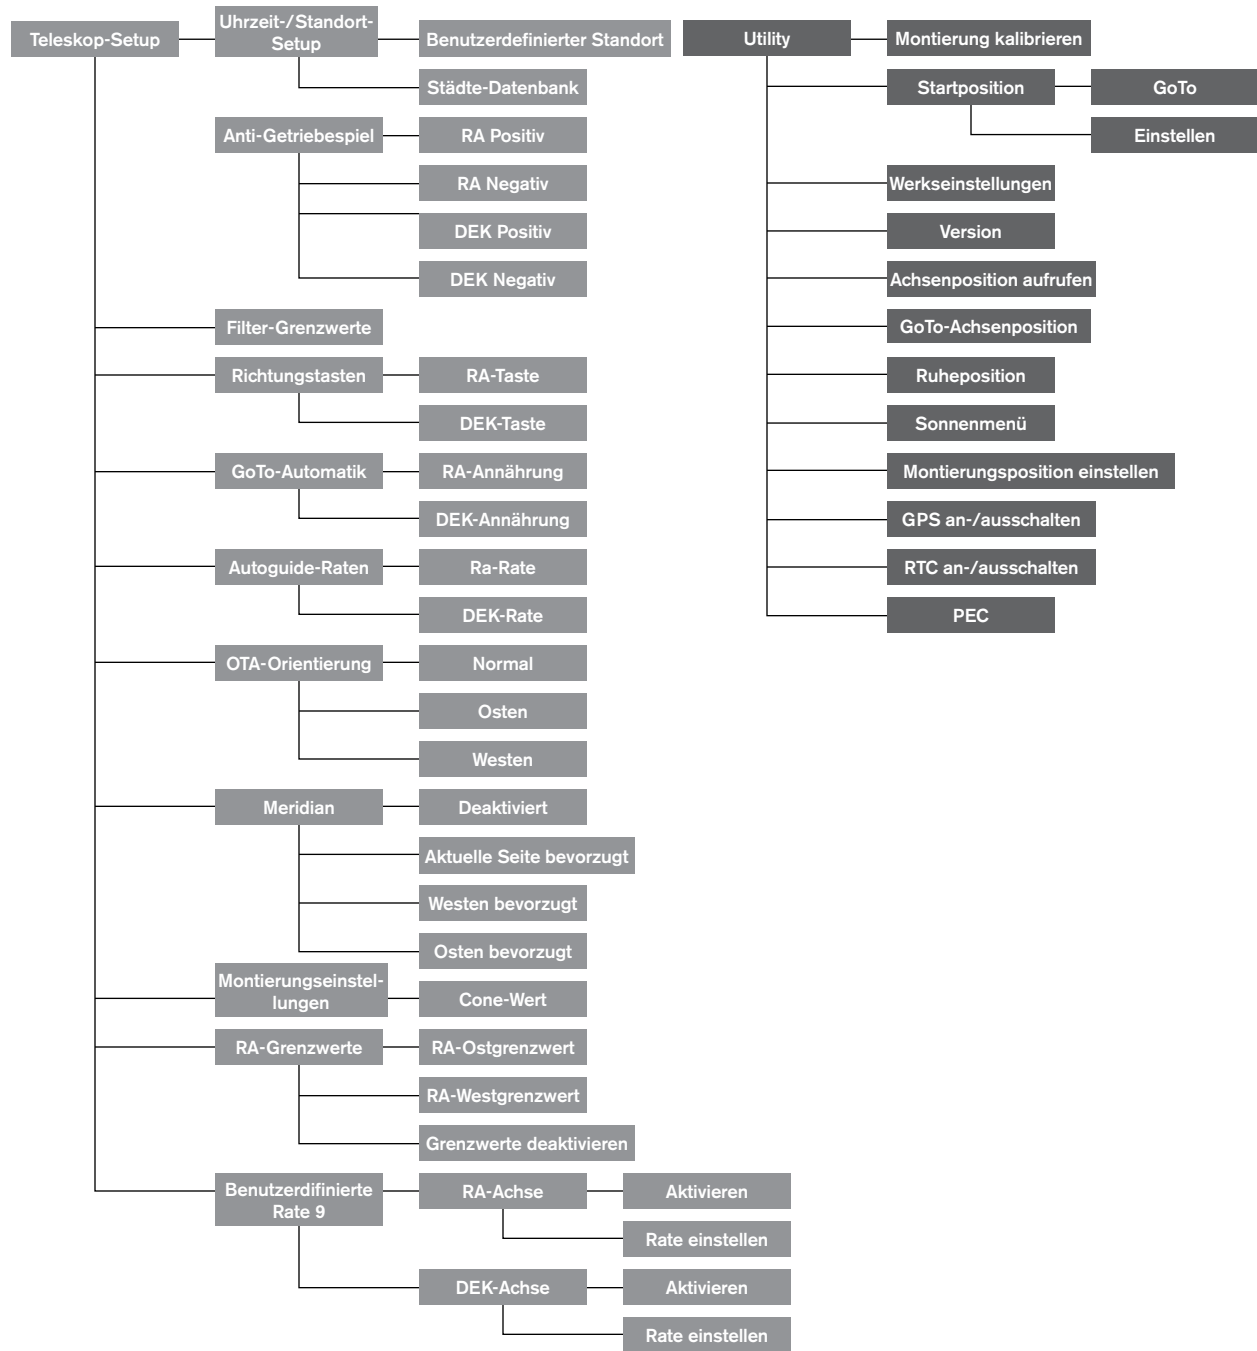 Teleskop-Setup
Uhrzeit-/Standort-
Setup
Benutzerdefinierter Standort
Städte-Datenbank
Anti-Getriebespiel
RA Positiv
RA Negativ
DEK Positiv
DEK Negativ
Filter-Grenzwerte
Richtungstasten
RA-Taste
DEK-Taste
GoTo-Automatik
RA-Annährung
DEK-Annährung
Autoguide-Raten
Ra-Rate
DEK-Rate
OTA-Orientierung
Normal
Osten
Westen
Meridian
Deaktiviert
Aktuelle Seite bevorzugt
Westen bevorzugt
Osten bevorzugt
Montierungseinstel-
lungen
Cone-Wert
RA-Grenzwerte
RA-Ostgrenzwert
RA-Westgrenzwert
Grenzwerte deaktivieren
Benutzerdifinierte
Rate 9
RA-Achse
Aktivieren
Rate einstellen
DEK-Achse
Aktivieren
Rate einstellen
Utility
Montierung kalibrieren
Startposition
GoTo
Einstellen
Werkseinstellungen
Version
Achsenposition aufrufen
GoTo-Achsenposition
Ruheposition
Sonnenmenü
Montierungsposition einstellen
GPS an-/ausschalten
RTC an-/ausschalten
PEC